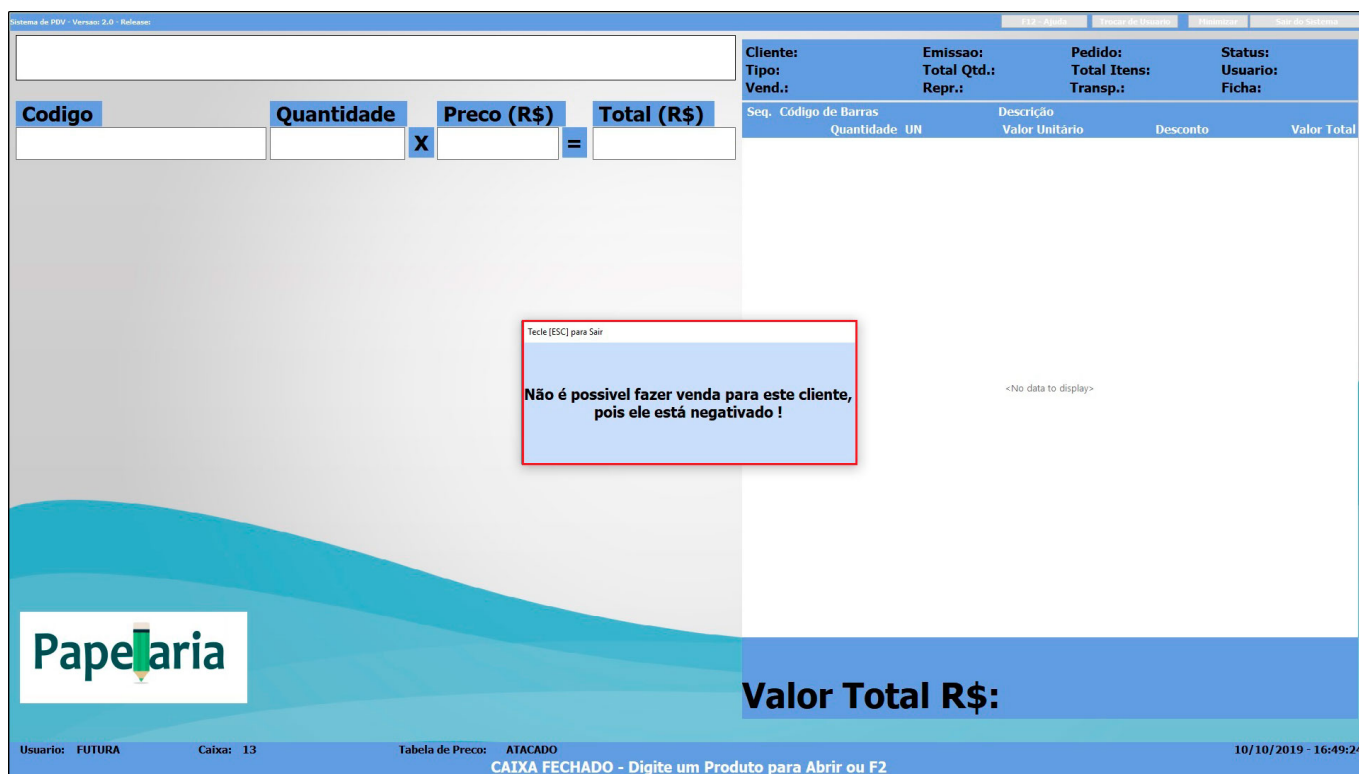 Sistema de PDV - Versao: 2.0 - Release:
F12 - Ajuda Trocar de Usuario Minimizar Sair do Sistema
Cliente: Emissao: Pedido: Status:
Tipo: Total Qtd.: Total Itens: Usuario:
Vend.: Repr.: Transp.: Ficha:
Codigo Quantidade Preco (R$) Total (R$)
X =
Seq. Código de Barras Descrição
Quantidade UN Valor Unitário Desconto Valor Total
Tecle [ESC] para Sair
Não é possivel fazer venda para este cliente,
pois ele está negativado !
<No data to display>
Papelaria
Valor Total R$:
Usuario: FUTURA Caixa: 13 Tabela de Preco: ATACADO 10/10/2019 - 16:49:24
CAIXA FECHADO - Digite um Produto para Abrir ou F2